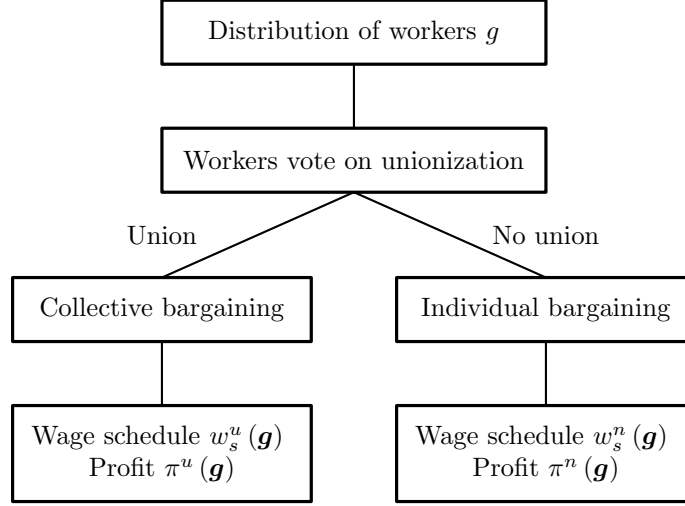 Distribution of workers g
Workers vote on unionization
Union
No union
Collective bargaining
Individual bargaining
Wage schedule w_s^u (g)
Profit π^u (g)
Wage schedule w_s^n (g)
Profit π^n (g)